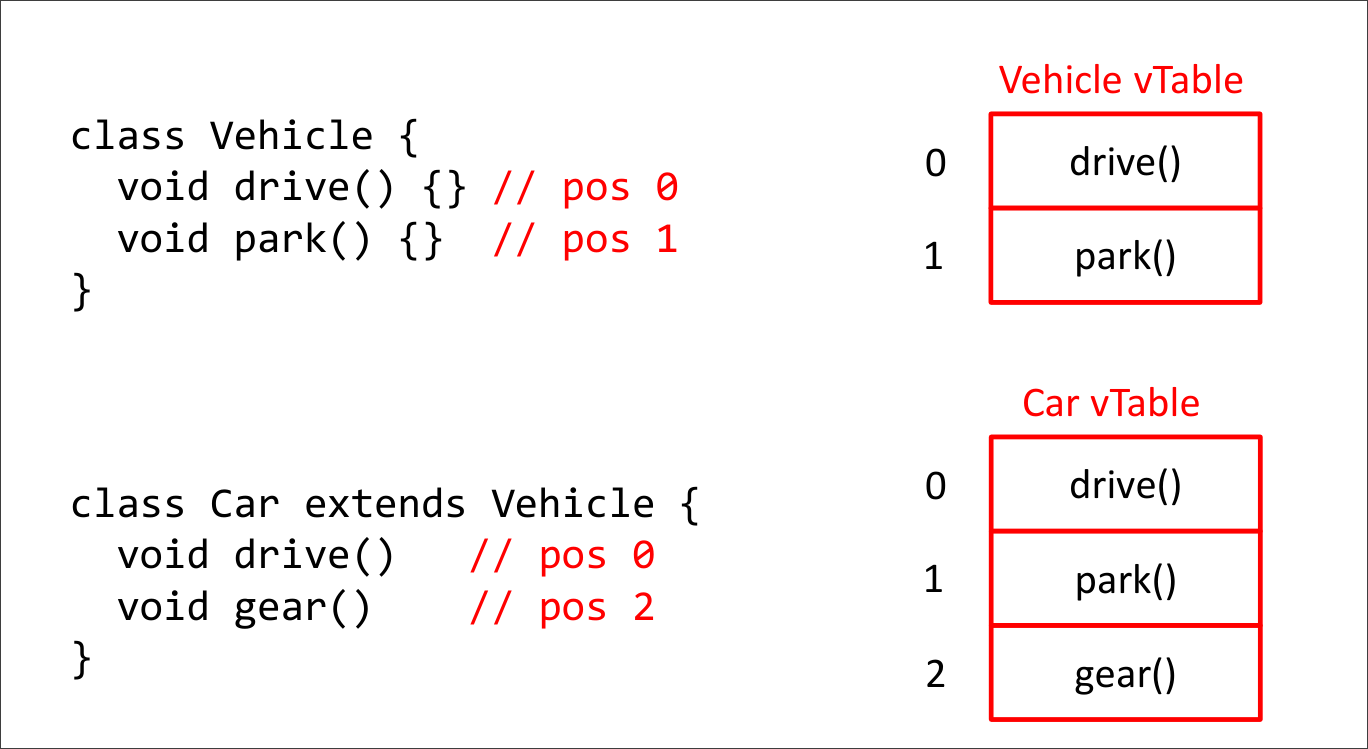 class Vehicle {
  void drive() {} // pos 0
  void park() {}  // pos 1
}
Vehicle vTable
0 drive()
1 park()
class Car extends Vehicle {
  void drive()   // pos 0
  void gear()    // pos 2
}
Car vTable
0 drive()
1 park()
2 gear()